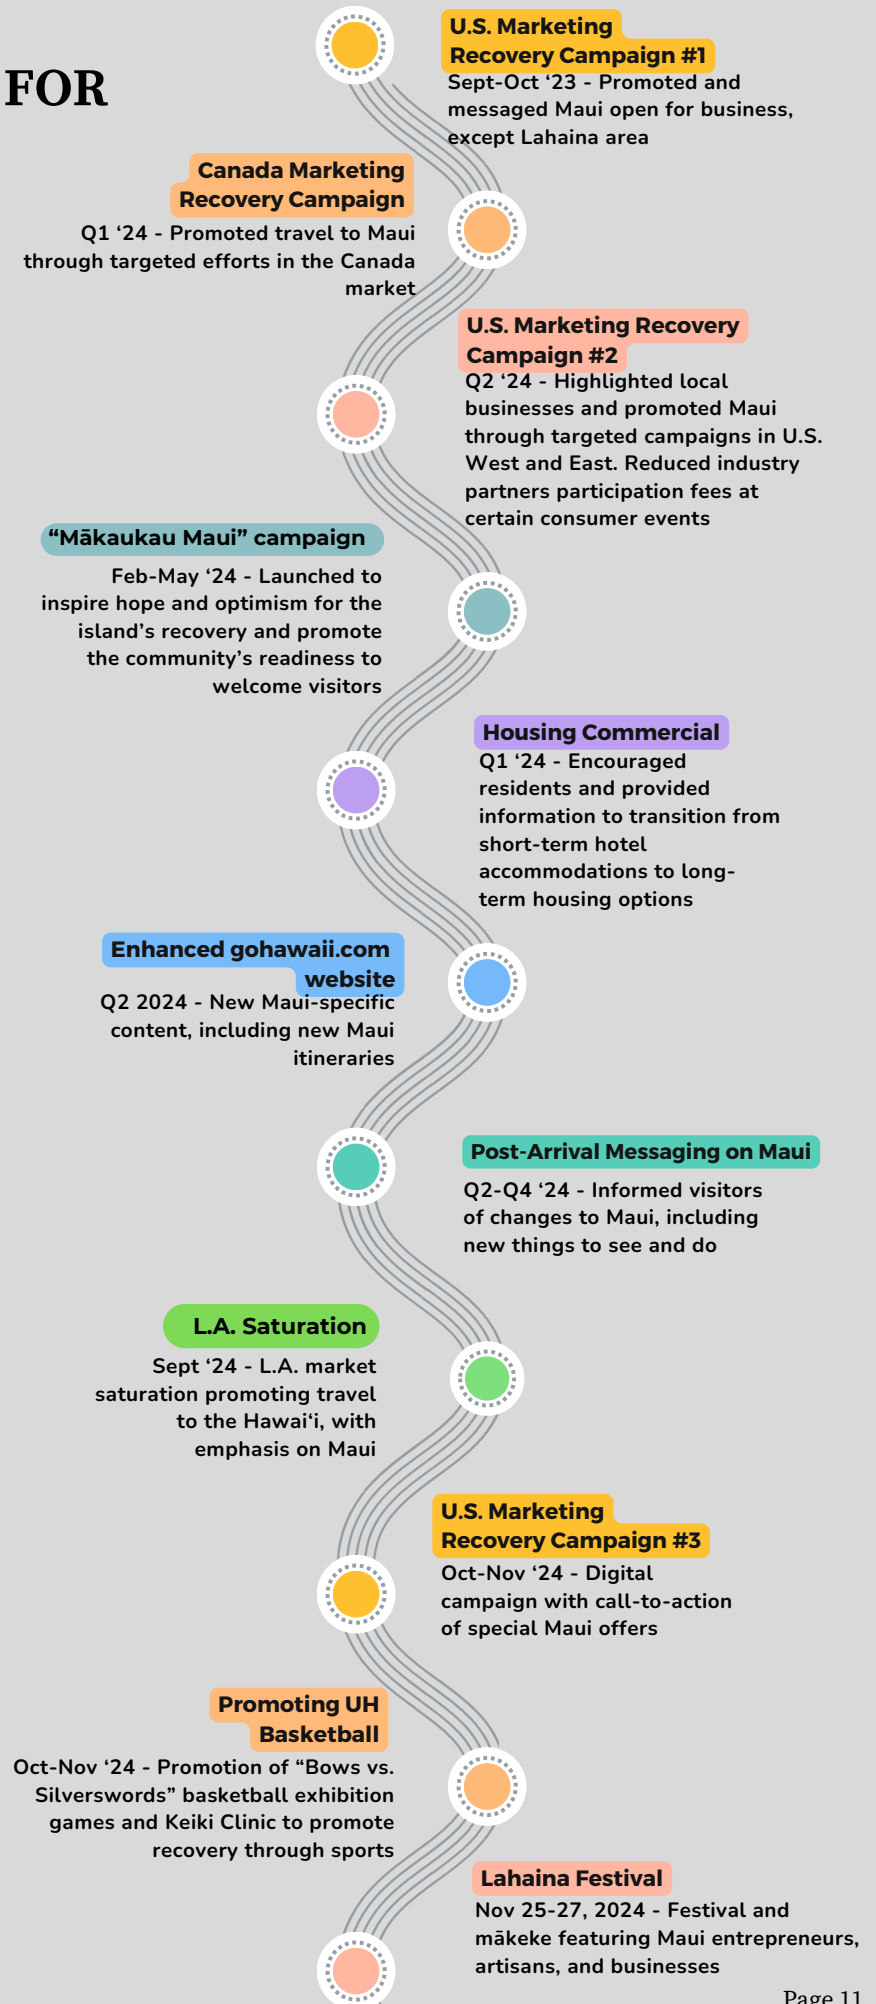 FOR
U.S. Marketing
Recovery Campaign #1
Sept-Oct ‘23 - Promoted and
messaged Maui open for business,
except Lahaina area
Canada Marketing
Recovery Campaign
Q1 ‘24 - Promoted travel to Maui
through targeted efforts in the Canada
market
U.S. Marketing Recovery
Campaign #2
Q2 ‘24 - Highlighted local
businesses and promoted Maui
through targeted campaigns in U.S.
West and East. Reduced industry
partners participation fees at
certain consumer events
“Mākaukau Maui” campaign
Feb-May ‘24 - Launched to
inspire hope and optimism for the
island’s recovery and promote
the community’s readiness to
welcome visitors
Housing Commercial
Q1 ‘24 - Encouraged
residents and provided
information to transition from
short-term hotel
accommodations to long-
term housing options
Enhanced gohawaii.com
website
Q2 2024 - New Maui-specific
content, including new Maui
itineraries
Post-Arrival Messaging on Maui
Q2-Q4 ‘24 - Informed visitors
of changes to Maui, including
new things to see and do
L.A. Saturation
Sept ‘24 - L.A. market
saturation promoting travel
to the Hawai‘i, with
emphasis on Maui
U.S. Marketing
Recovery Campaign #3
Oct-Nov ‘24 - Digital
campaign with call-to-action
of special Maui offers
Promoting UH
Basketball
Oct-Nov ‘24 - Promotion of “Bows vs.
Silverswords” basketball exhibition
games and Keiki Clinic to promote
recovery through sports
Lahaina Festival
Nov 25-27, 2024 - Festival and
mākeke featuring Maui entrepreneurs,
artisans, and businesses
Page 11